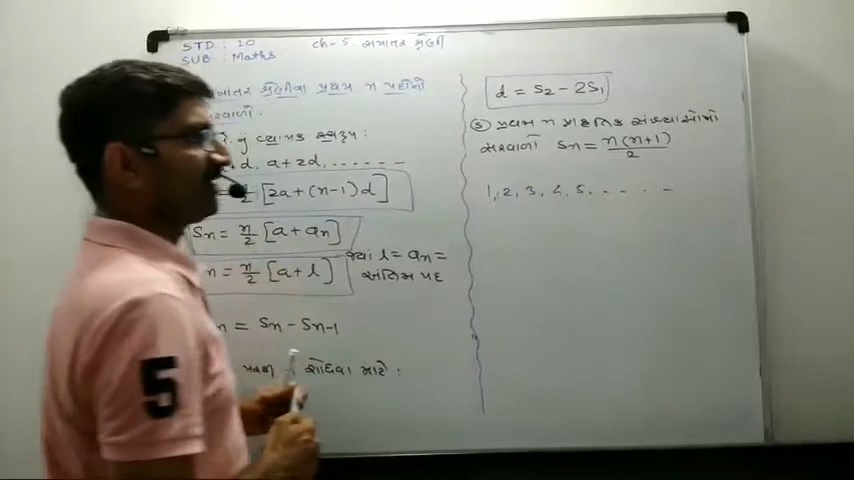 STD : 10 ch-5. સમાંતર શ્રેણી
SUB : Maths
સમાંતર શ્રેણીના પ્રથમ n પદોનો
સરવાળો.
નું વ્યાપક સ્વરૂપ :
d, a+2d, .......
[2a+(n-1)d]
Sn = n/2 [a+an]
n = n/2 [a+l] જ્યાં l = an =
અંતિમ પદ
n = Sn - Sn-1
શોધવા માટે :
d = S2 - 2S1
પ્રથમ n પ્રાકૃતિક સંખ્યાઓનો
સરવાળો Sn = n(n+1)/2
1, 2, 3, 4, 5, - - - - -
5